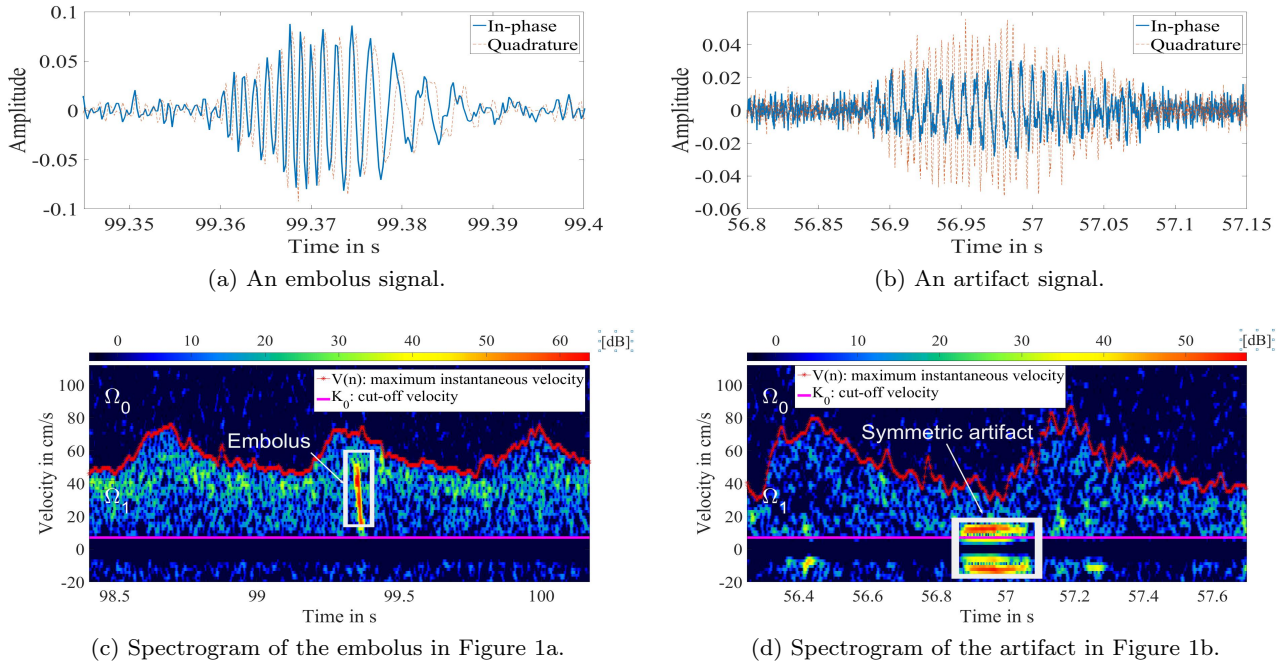 In-phase
Quadrature
0.1
0.05
0
-0.05
-0.1
Amplitude
99.35 99.36 99.37 99.38 99.39 99.4
Time in s
(a) An embolus signal.
In-phase
Quadrature
0.04
0.02
0
-0.02
-0.04
-0.06
Amplitude
56.8 56.85 56.9 56.95 57 57.05 57.1 57.15
Time in s
(b) An artifact signal.
0 10 20 30 40 50 60 [dB]
V(n): maximum instantaneous velocity
K0: cut-off velocity
Ω0
Embolus
Ω1
100
80
60
40
20
0
-20
Velocity in cm/s
98.5 99 99.5 100
Time in s
(c) Spectrogram of the embolus in Figure 1a.
0 10 20 30 40 50 [dB]
V(n): maximum instantaneous velocity
K0: cut-off velocity
Ω0
Symmetric artifact
Ω1
100
80
60
40
20
0
-20
Velocity in cm/s
56.4 56.6 56.8 57 57.2 57.4 57.6
Time in s
(d) Spectrogram of the artifact in Figure 1b.